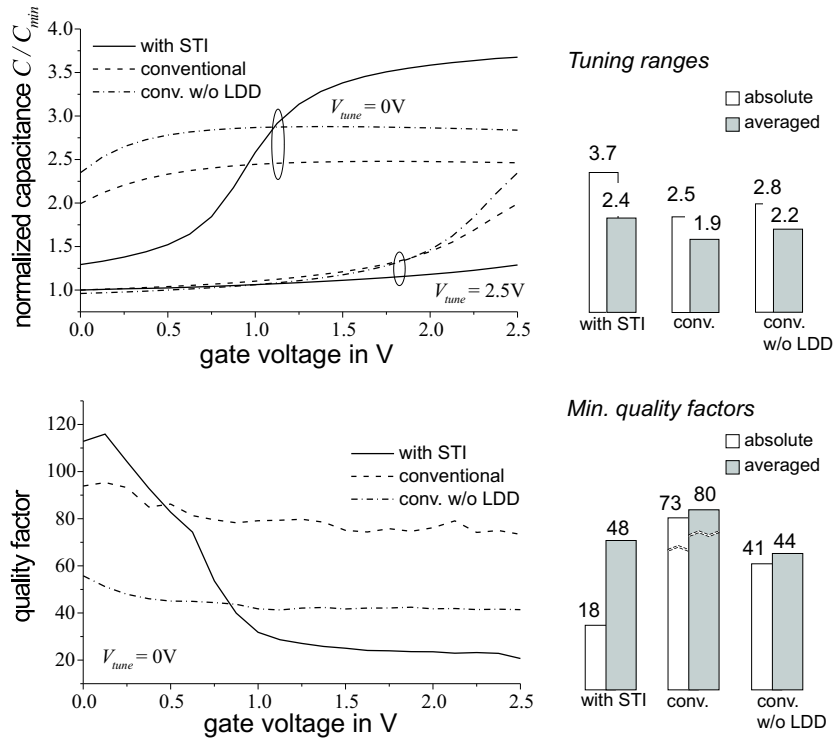 normalized capacitance C / Cmin
4.0
3.5
3.0
2.5
2.0
1.5
1.0
with STI
conventional
conv. w/o LDD
Vtune = 0V
Vtune = 2.5V
0.0 0.5 1.0 1.5 2.0 2.5
gate voltage in V
Tuning ranges
absolute
averaged
3.7
2.4
2.5
1.9
2.8
2.2
with STI
conv.
conv.
w/o LDD
quality factor
120
100
80
60
40
20
with STI
conventional
conv. w/o LDD
Vtune = 0V
0.0 0.5 1.0 1.5 2.0 2.5
gate voltage in V
Min. quality factors
absolute
averaged
18
48
73
80
41
44
with STI
conv.
conv.
w/o LDD